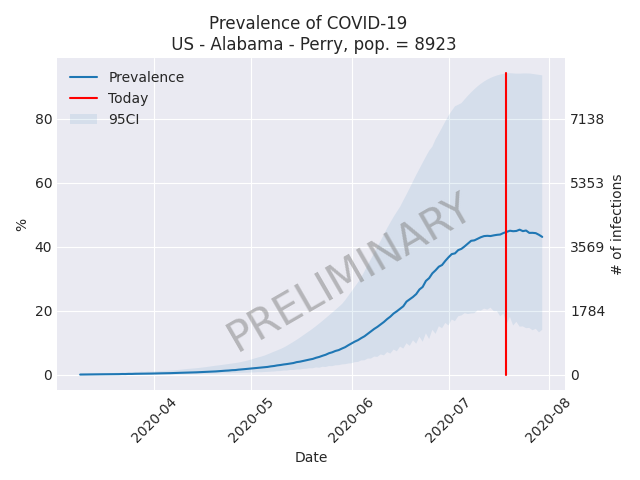 Prevalence of COVID-19
US - Alabama - Perry, pop. = 8923
Prevalence
Today
95CI
PRELIMINARY
%
80
60
40
20
0
7138
5353
3569
1784
0
# of infections
2020-04
2020-05
2020-06
2020-07
2020-08
Date